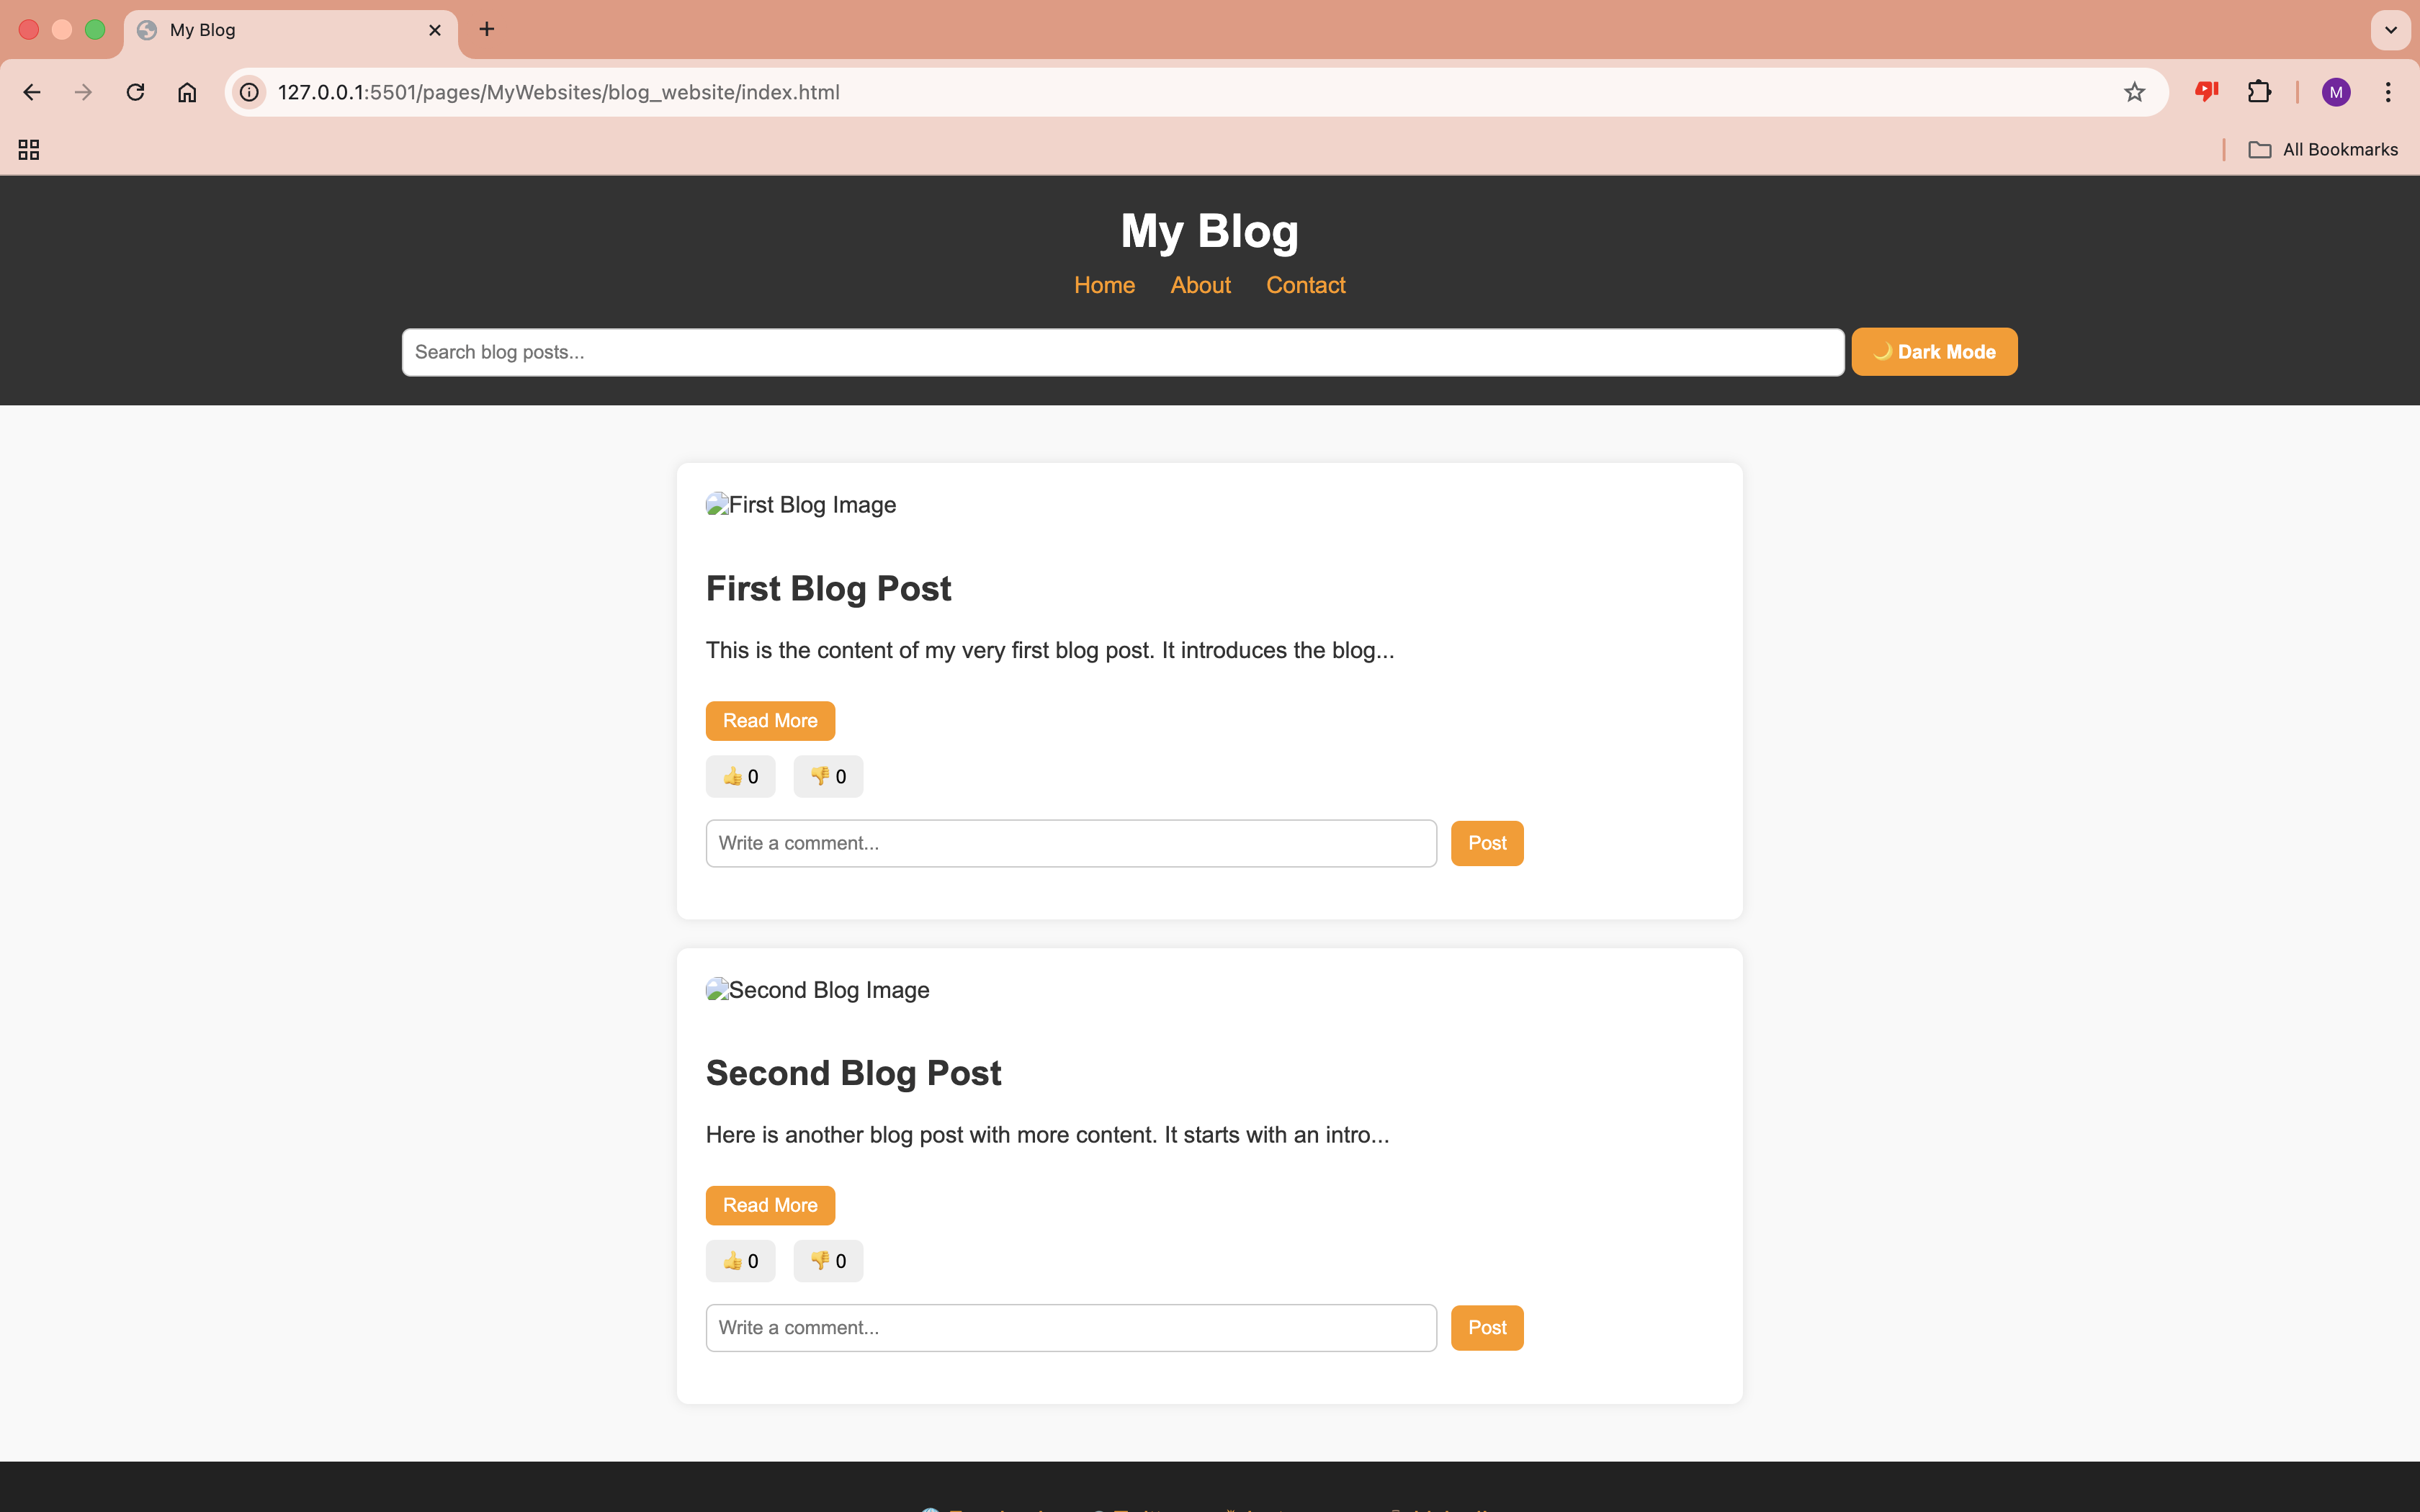 My Blog
127.0.0.1:5501/pages/MyWebsites/blog_website/index.html
M
All Bookmarks
My Blog
Home About Contact
Search blog posts...
🌙 Dark Mode
First Blog Image
First Blog Post
This is the content of my very first blog post. It introduces the blog...
Read More
👍 0 👎 0
Write a comment... Post
Second Blog Image
Second Blog Post
Here is another blog post with more content. It starts with an intro...
Read More
👍 0 👎 0
Write a comment... Post